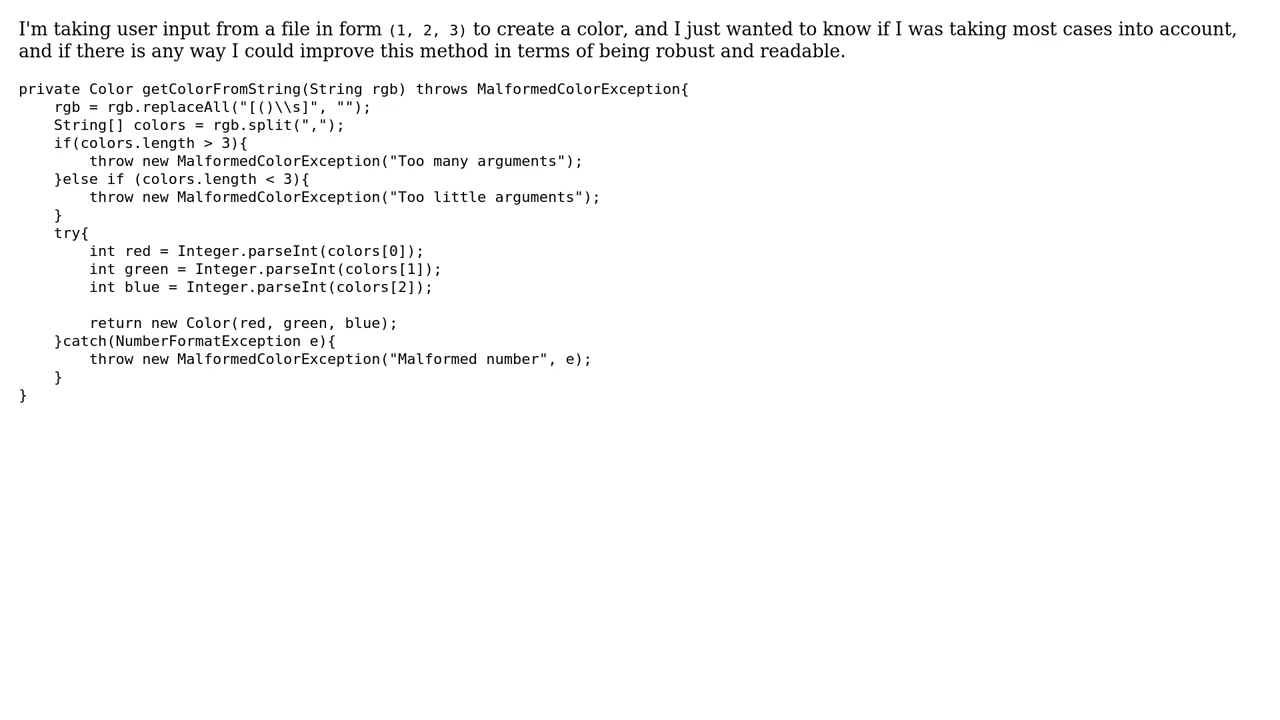 I'm taking user input from a file in form (1, 2, 3) to create a color, and I just wanted to know if I was taking most cases into account,
and if there is any way I could improve this method in terms of being robust and readable.
private Color getColorFromString(String rgb) throws MalformedColorException{
    rgb = rgb.replaceAll("[()\\s]", "");
    String[] colors = rgb.split(",");
    if(colors.length > 3){
        throw new MalformedColorException("Too many arguments");
    }else if (colors.length < 3){
        throw new MalformedColorException("Too little arguments");
    }
    try{
        int red = Integer.parseInt(colors[0]);
        int green = Integer.parseInt(colors[1]);
        int blue = Integer.parseInt(colors[2]);
        return new Color(red, green, blue);
    }catch(NumberFormatException e){
        throw new MalformedColorException("Malformed number", e);
    }
}